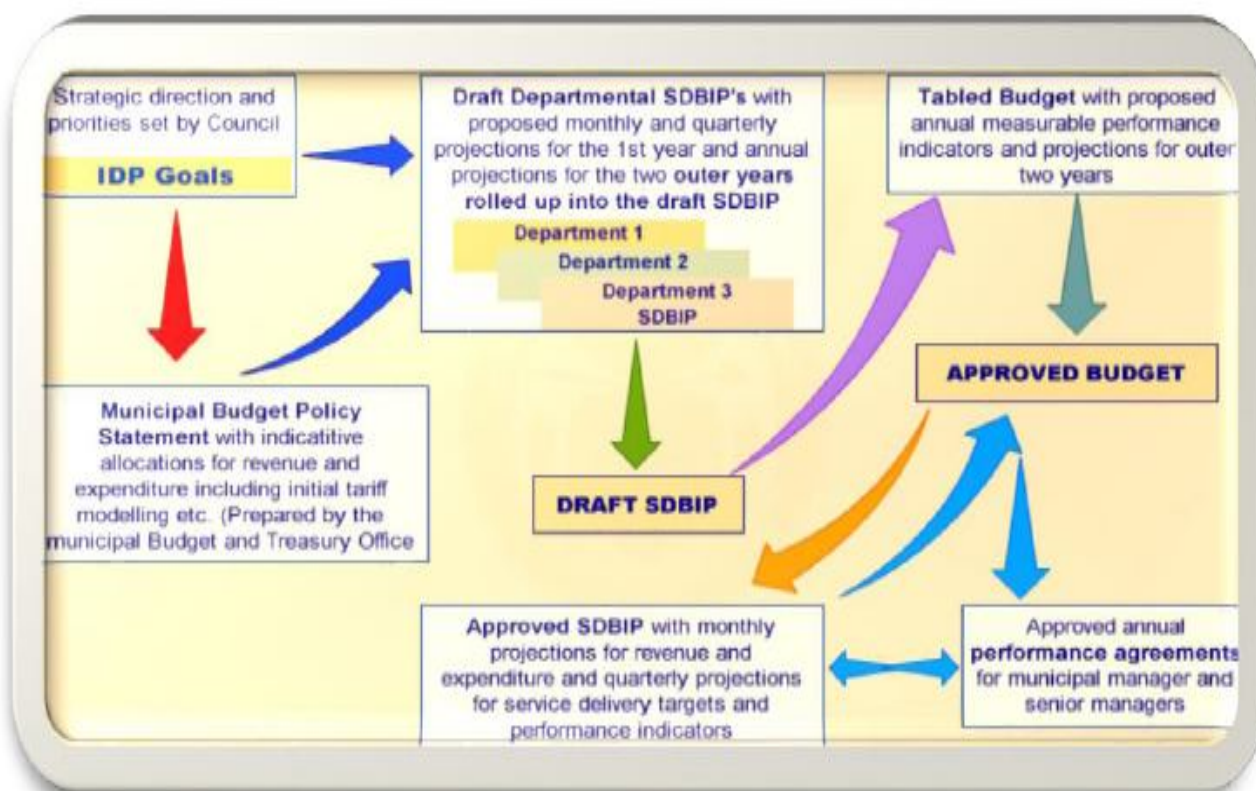 Strategic direction and
priorities set by Council
IDP Goals
Draft Departmental SDBIP's with
proposed monthly and quarterly
projections for the 1st year and annual
projections for the two outer years
rolled up into the draft SDBIP
Department 1
Department 2
Department 3
SDBIP
Tabled Budget with proposed
annual measurable performance
indicators and projections for outer
two years
Municipal Budget Policy
Statement with indicatitive
allocations for revenue and
expenditure including initial tariff
modelling etc. (Prepared by the
municipal Budget and Treasury Office
DRAFT SDBIP
APPROVED BUDGET
Approved SDBIP with monthly
projections for revenue and
expenditure and quarterly projections
for service delivery targets and
performance indicators
Approved annual
performance agreements
for municipal manager and
senior managers